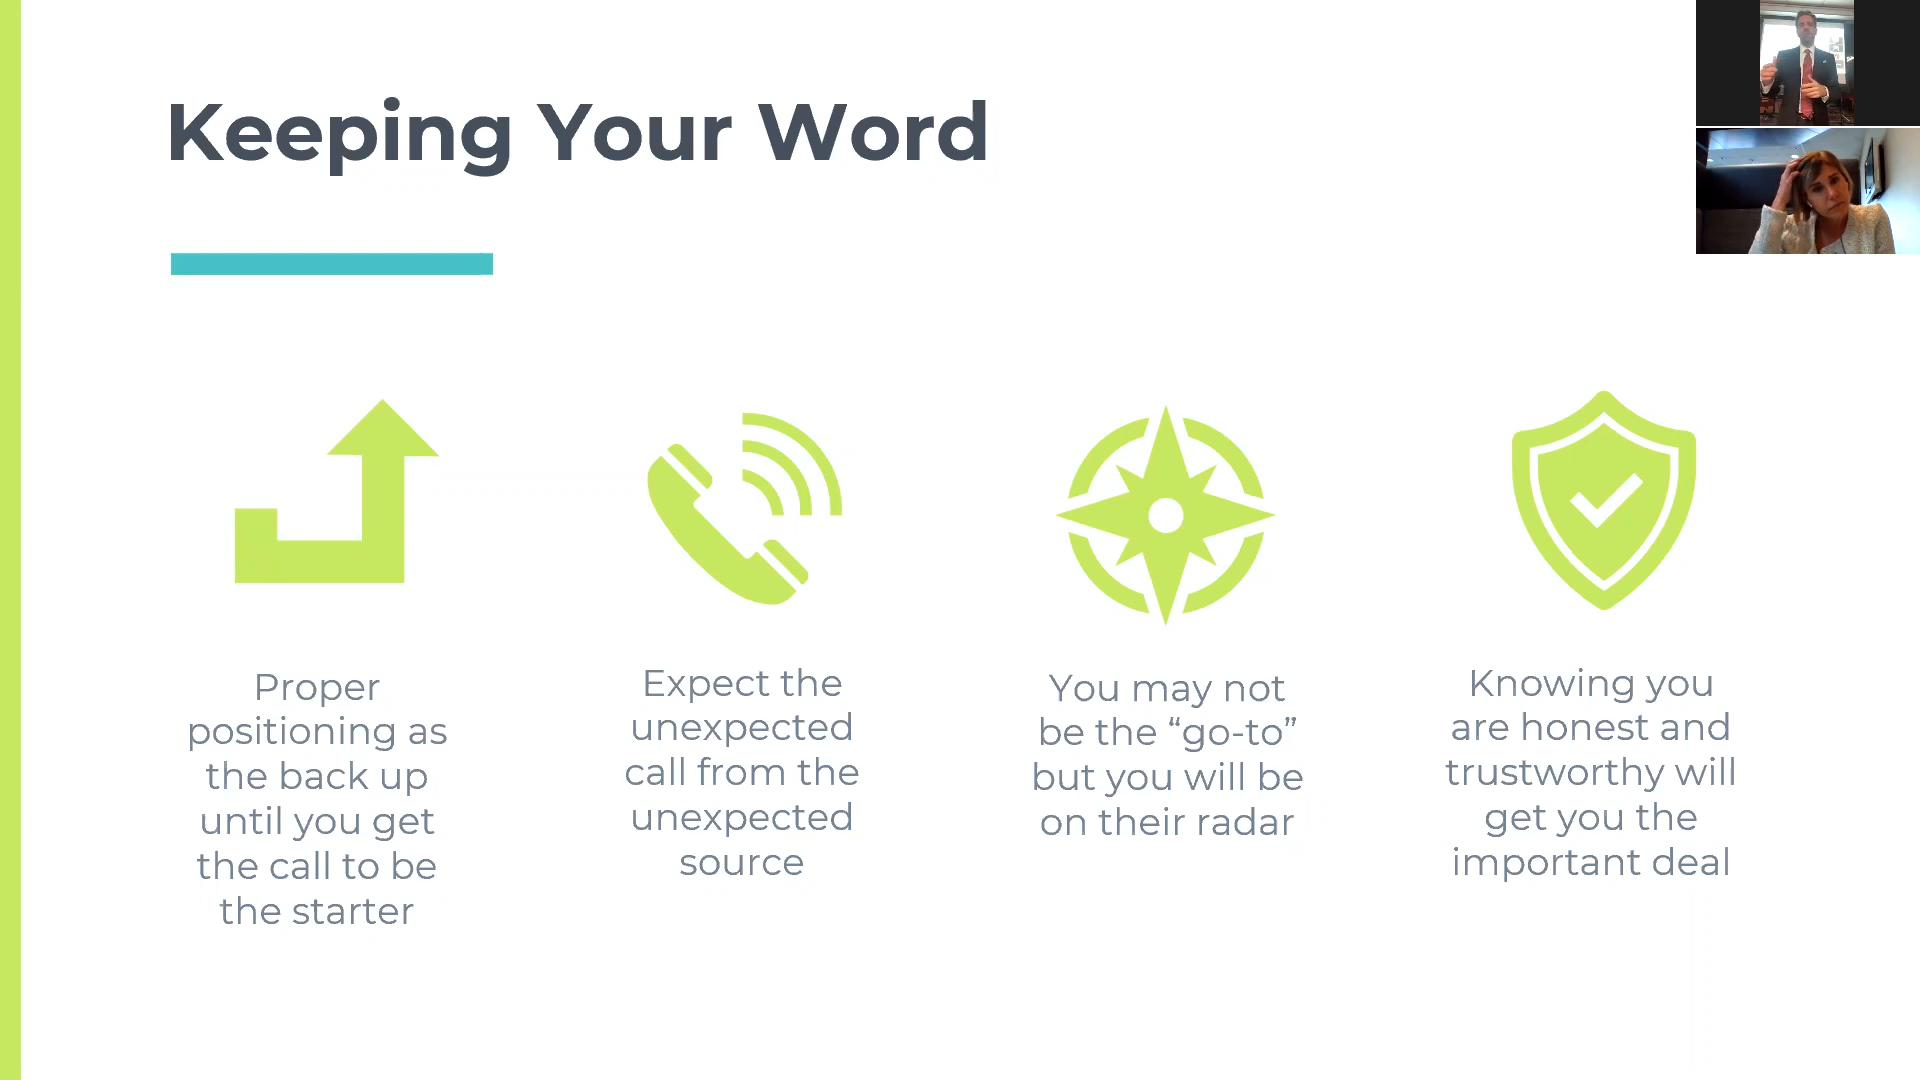 Keeping Your Word
Proper
positioning as
the back up
until you get
the call to be
the starter
Expect the
unexpected
call from the
unexpected
source
You may not
be the “go-to”
but you will be
on their radar
Knowing you
are honest and
trustworthy will
get you the
important deal